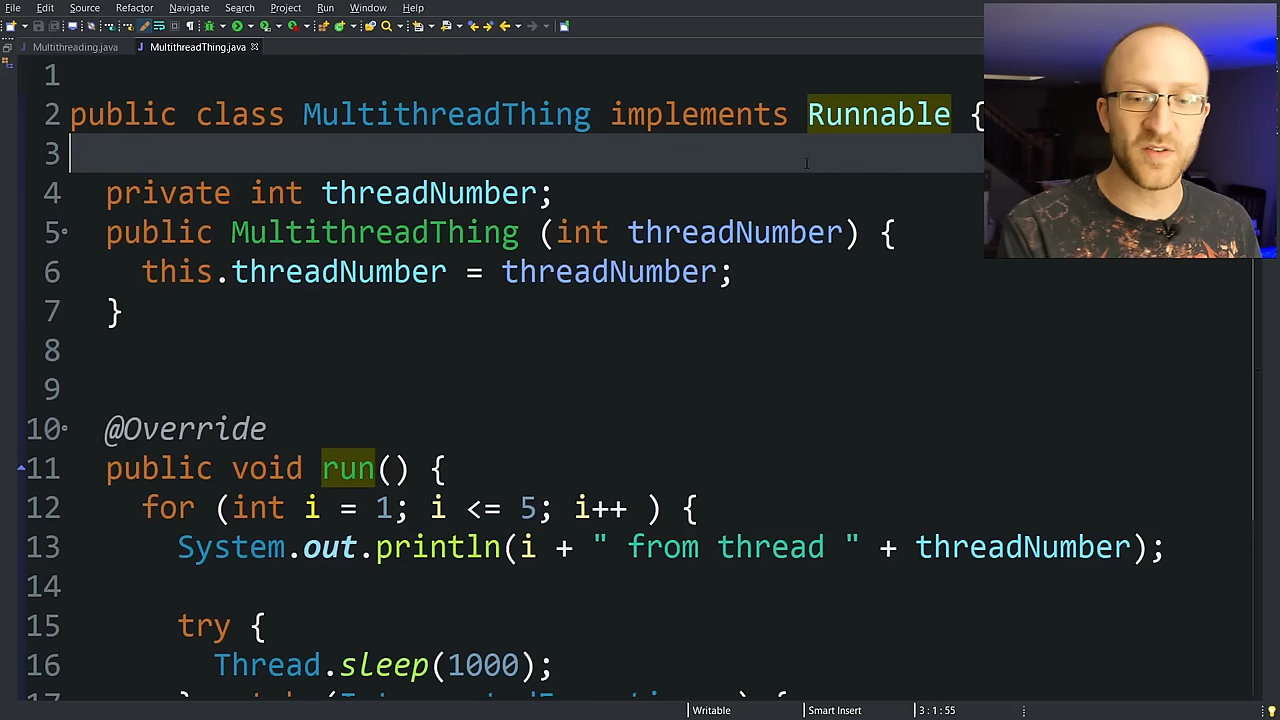 File Edit Source Refactor Navigate Search Project Run Window Help
Multithreading.java MultithreadThing.java
1
2 public class MultithreadThing implements Runnable {
3
4 private int threadNumber;
5 public MultithreadThing (int threadNumber) {
6 this.threadNumber = threadNumber;
7 }
8
9
10 @Override
11 public void run() {
12 for (int i = 1; i <= 5; i++ ) {
13 System.out.println(i + " from thread " + threadNumber);
14
15 try {
16 Thread.sleep(1000);
17
Writable Smart Insert 3 : 1 : 55